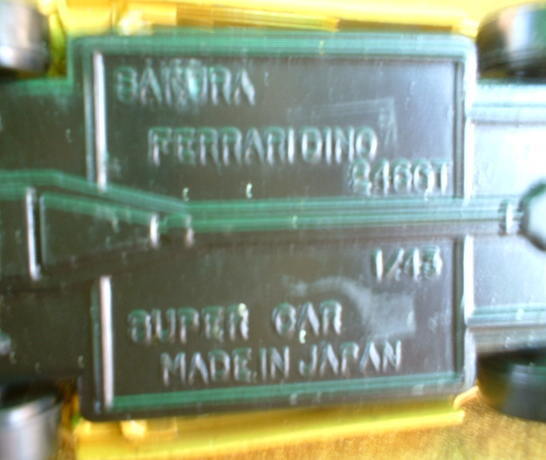 SAKURA
FERRARI DINO
246GT
1/43
SUPER CAR
MADE IN JAPAN